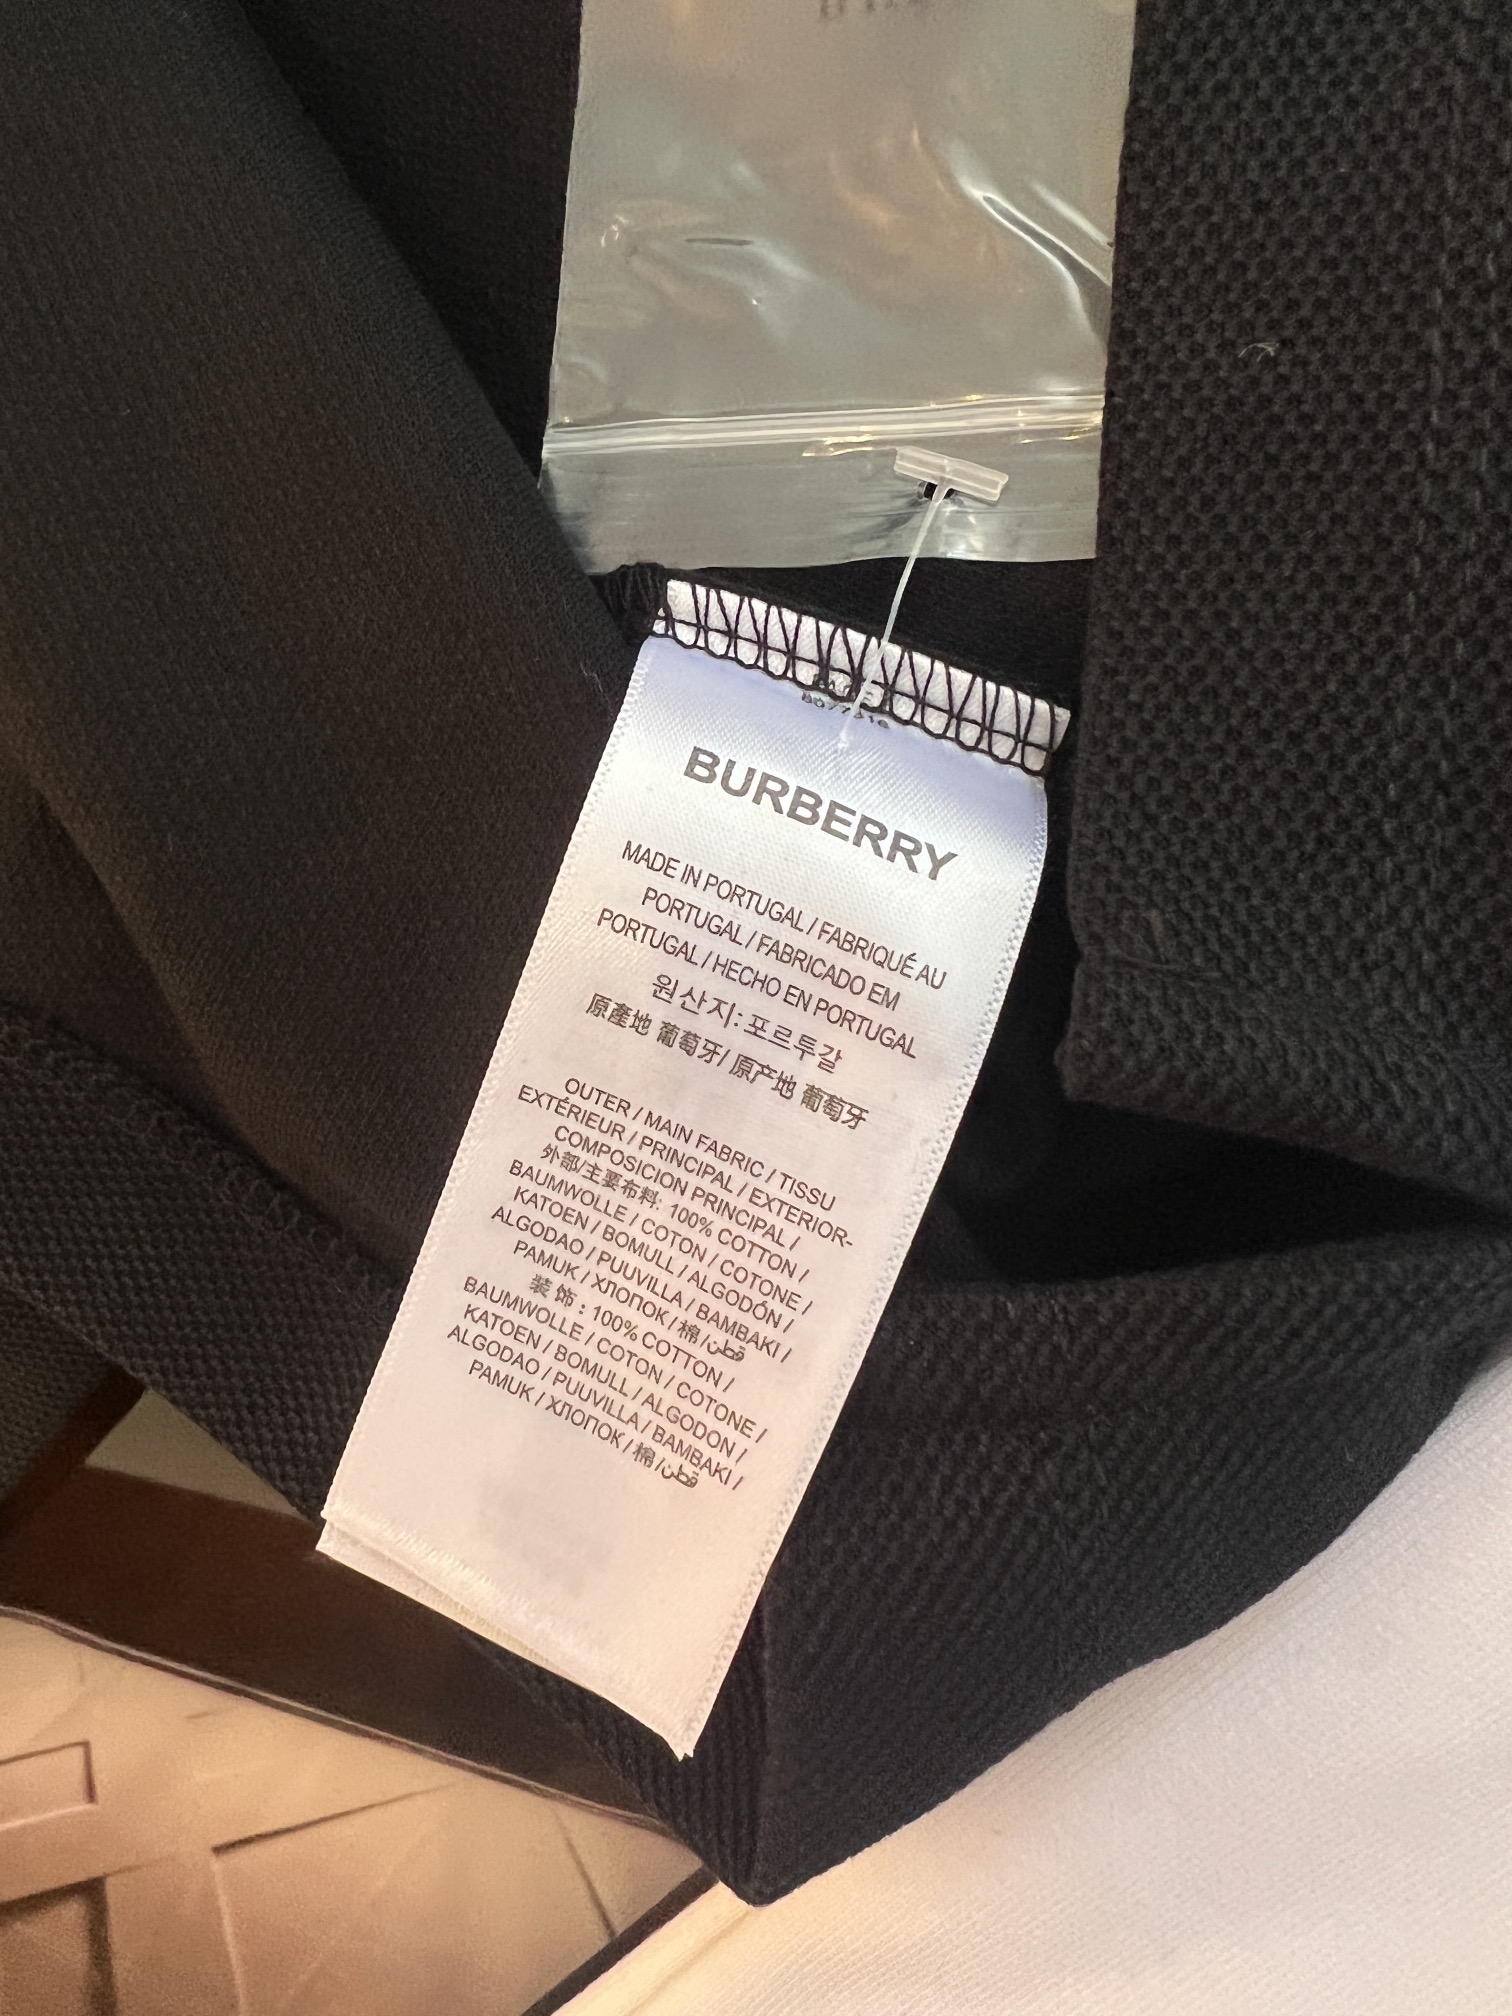 BURBERRY
MADE IN PORTUGAL / FABRIQUÉ AU
PORTUGAL / FABRICADO EM
PORTUGAL / HECHO EN PORTUGAL
원산지: 포르투갈
原產地 葡萄牙/ 原产地 葡萄牙
OUTER / MAIN FABRIC / TISSU
EXTÉRIEUR / PRINCIPAL / EXTERIOR-
COMPOSICION PRINCIPAL /
外部/主要布料: 100% COTTON /
BAUMWOLLE / COTON / COTONE /
KATOEN / BOMULL / ALGODÓN /
ALGODAO / PUUVILLA / BAMBAKI /
PAMUK / ХЛОПОК / 棉 / قطن
装 饰 : 100% COTTON /
BAUMWOLLE / COTON / COTONE /
KATOEN / BOMULL / ALGODON /
ALGODAO / PUUVILLA / BAMBAKI /
PAMUK / ХЛОПОК / 棉 / قطن